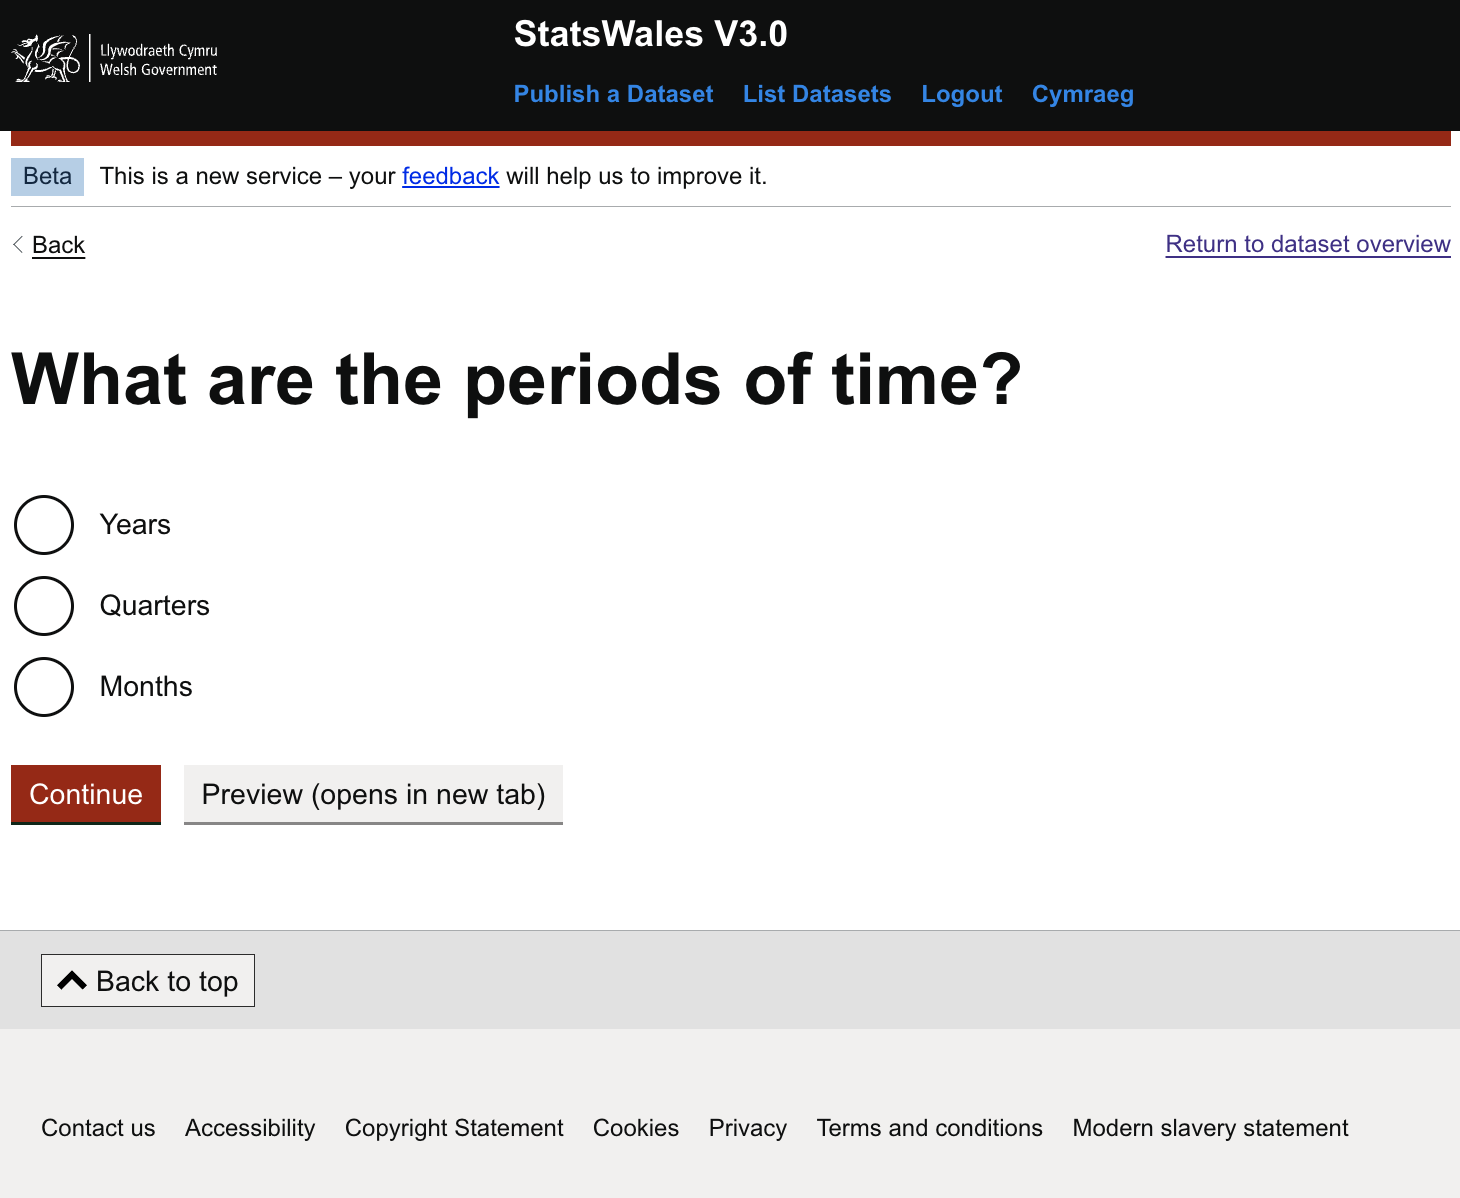 Llywodraeth Cymru
Welsh Government
StatsWales V3.0
Publish a Dataset List Datasets Logout Cymraeg
Beta This is a new service – your feedback will help us to improve it.
Back Return to dataset overview
What are the periods of time?
Years
Quarters
Months
Continue Preview (opens in new tab)
Back to top
Contact us Accessibility Copyright Statement Cookies Privacy Terms and conditions Modern slavery statement